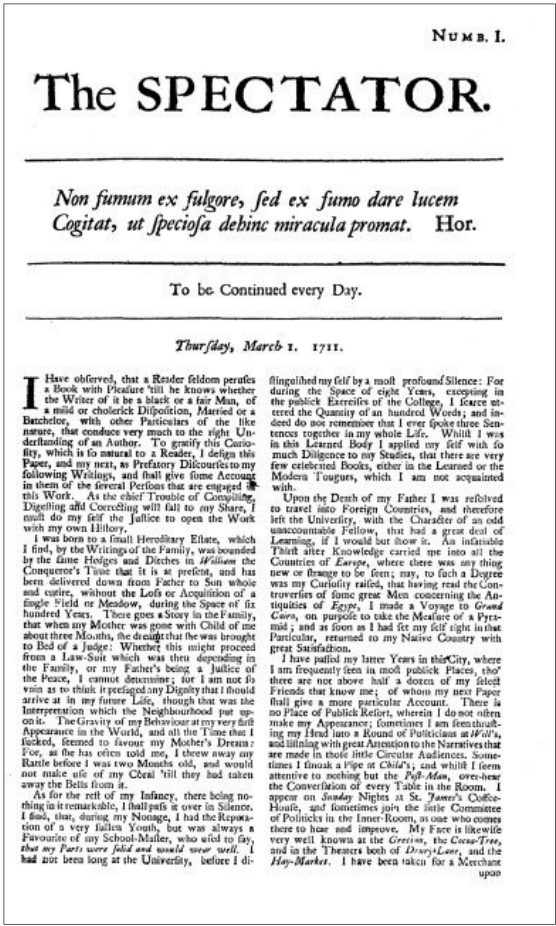 NUMB. I.
The SPECTATOR.
Non fumum ex fulgore, ſed ex fumo dare lucem
Cogitat, ut ſpecioſa dehinc miracula promat. Hor.
To be Continued every Day.
Thurſday, March 1. 1711.
I Have obſerved, that a Reader ſeldom peruſes
a Book with Pleaſure 'till he knows whether
the Writer of it be a black or a fair Man, of
a mild or cholerick Diſpoſition, Married or a
Batchelor, with other Particulars of the like
nature, that conduce very much to the right Un-
derſtanding of an Author. To gratify this Curio-
ſity, which is ſo natural to a Reader, I deſign this
Paper, and my next, as Prefatory Diſcourſes to my
following Writings, and ſhall give ſome Account
in them of the ſeveral Perſons that are engaged in
this Work. As the chief Trouble of Compiling,
Digeſting and Correcting will fall to my Share, I
muſt do my ſelf the Juſtice to open the Work
with my own Hiſtory.
I was born to a ſmall Hereditary Eſtate, which
I find, by the Writings of the Family, was bounded
by the ſame Hedges and Ditches in William the
Conqueror's Time that it is at preſent, and has
been delivered down from Father to Son whole
and entire, without the Loſs or Acquiſition of a
ſingle Field or Meadow, during the Space of ſix
hundred Years. There goes a Story in the Family,
that when my Mother was gone with Child of me
about three Months, ſhe dreamt that ſhe was brought
to Bed of a Judge: Whether this might proceed
from a Law-Suit which was then depending in
the Family, or my Father's being a Juſtice of
the Peace, I cannot determine; for I am not ſo
vain as to think it preſaged any Dignity that I ſhould
arrive at in my future Life, though that was the
Interpretation which the Neighbourhood put up-
on it. The Gravity of my Behaviour at my very firſt
Appearance in the World, and all the Time that I
ſucked, ſeemed to favour my Mother's Dream:
For, as ſhe has often told me, I threw away my
Rattle before I was two Months old, and would
not make uſe of my Coral 'till they had taken
away the Bells from it.
As for the reſt of my Infancy, there being no-
thing in it remarkable, I ſhall paſs it over in Silence.
I find, that, during my Nonage, I had the Reputa-
tion of a very ſullen Youth, but was always a
Favourite of my School-Maſter, who uſed to ſay,
that my Parts were ſolid and would wear well. I
had not been long at the Univerſity, before I di-
ſtinguiſhed my ſelf by a moſt profound Silence: For
during the Space of eight Years, excepting in
the publick Exerciſes of the College, I ſcarce ut-
tered the Quantity of an hundred Words; and in-
deed do not remember that I ever ſpoke three Sen-
tences together in my whole Life. Whilſt I was
in this Learned Body I applied my ſelf with ſo
much Diligence to my Studies, that there are very
few celebrated Books, either in the Learned or the
Modern Tongues, which I am not acquainted
with.
Upon the Death of my Father I was reſolved
to travel into Foreign Countries, and therefore
left the Univerſity, with the Character of an odd
unaccountable Fellow, that had a great deal of
Learning, if I would but ſhow it. An inſatiable
Thirſt after Knowledge carried me into all the
Countries of Europe, where there was any thing
new or ſtrange to be ſeen; nay, to ſuch a Degree
was my Curioſity raiſed, that having read the Con-
troverſies of ſome great Men concerning the An-
tiquities of Egypt, I made a Voyage to Grand
Cairo, on purpoſe to take the Meaſure of a Pyra-
mid; and as ſoon as I had ſet my ſelf right in that
Particular, returned to my Native Country with
great Satisfaction.
I have paſſed my latter Years in this City, where
I am frequently ſeen in moſt publick Places, tho'
there are not above half a dozen of my ſelect
Friends that know me; of whom my next Paper
ſhall give a more particular Account. There is
no Place of Publick Reſort, wherein I do not often
make my Appearance; ſometimes I am ſeen thruſt-
ing my Head into a Round of Politicians at Will's,
and liſtning with great Attention to the Narratives that
are made in thoſe little Circular Audiences. Some-
times I ſmoak a Pipe at Child's; and whilſt I ſeem
attentive to nothing but the Poſt-Man, over-hear
the Converſation of every Table in the Room. I
appear on Sunday Nights at St. James's Coffee-
Houſe, and ſometimes join the little Committee
of Politicks in the Inner-Room, as one who comes
there to hear and improve. My Face is likewiſe
very well known at the Grecian, the Cocoa-Tree,
and in the Theaters both of Drury-Lane, and the
Hay-Market. I have been taken for a Merchant
upon